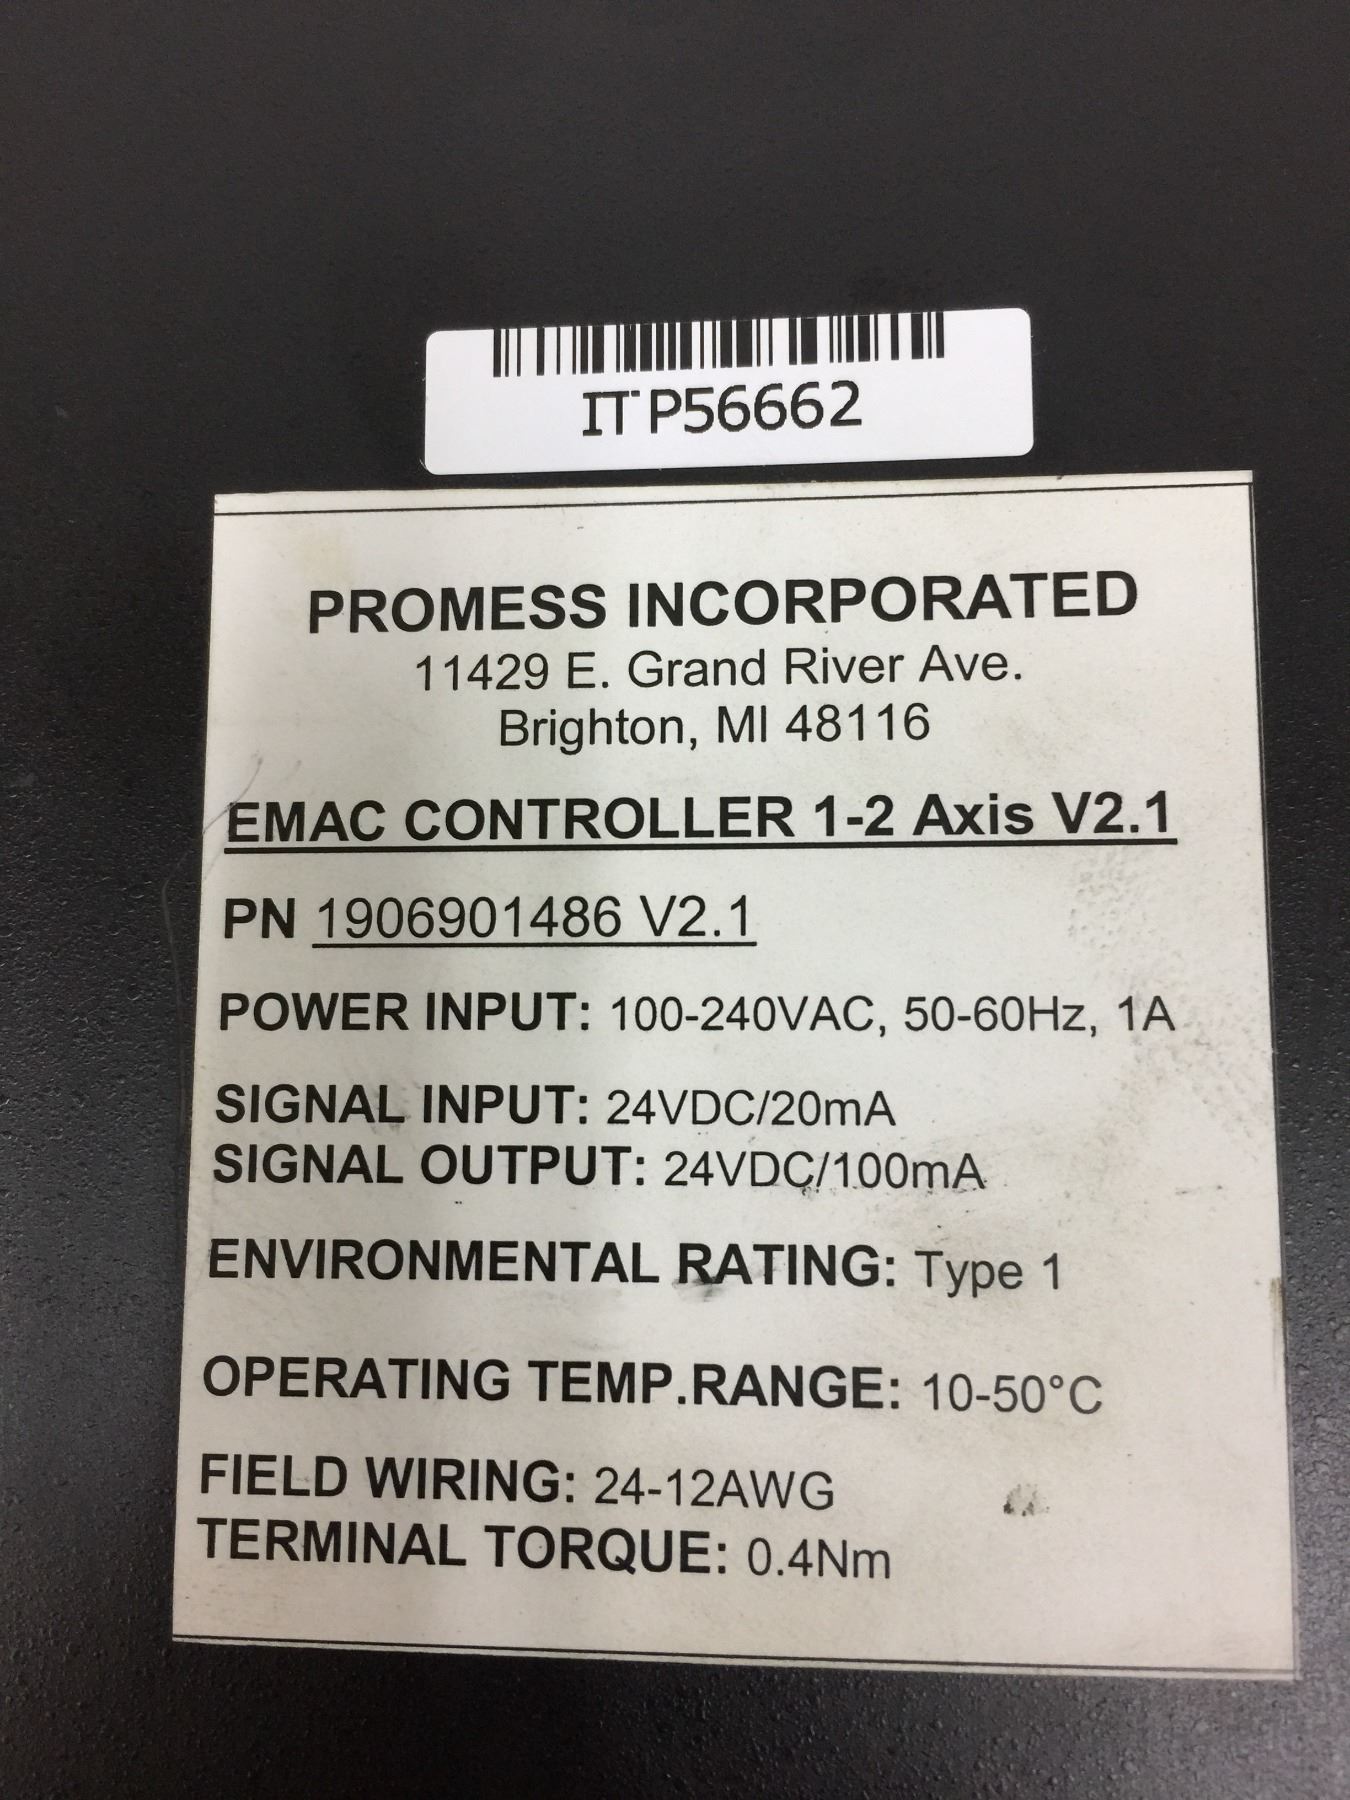 ITP56662
PROMESS INCORPORATED
11429 E. Grand River Ave.
Brighton, MI 48116
EMAC CONTROLLER 1-2 Axis V2.1
PN 1906901486 V2.1
POWER INPUT: 100-240VAC, 50-60Hz, 1A
SIGNAL INPUT: 24VDC/20mA
SIGNAL OUTPUT: 24VDC/100mA
ENVIRONMENTAL RATING: Type 1
OPERATING TEMP.RANGE: 10-50°C
FIELD WIRING: 24-12AWG
TERMINAL TORQUE: 0.4Nm